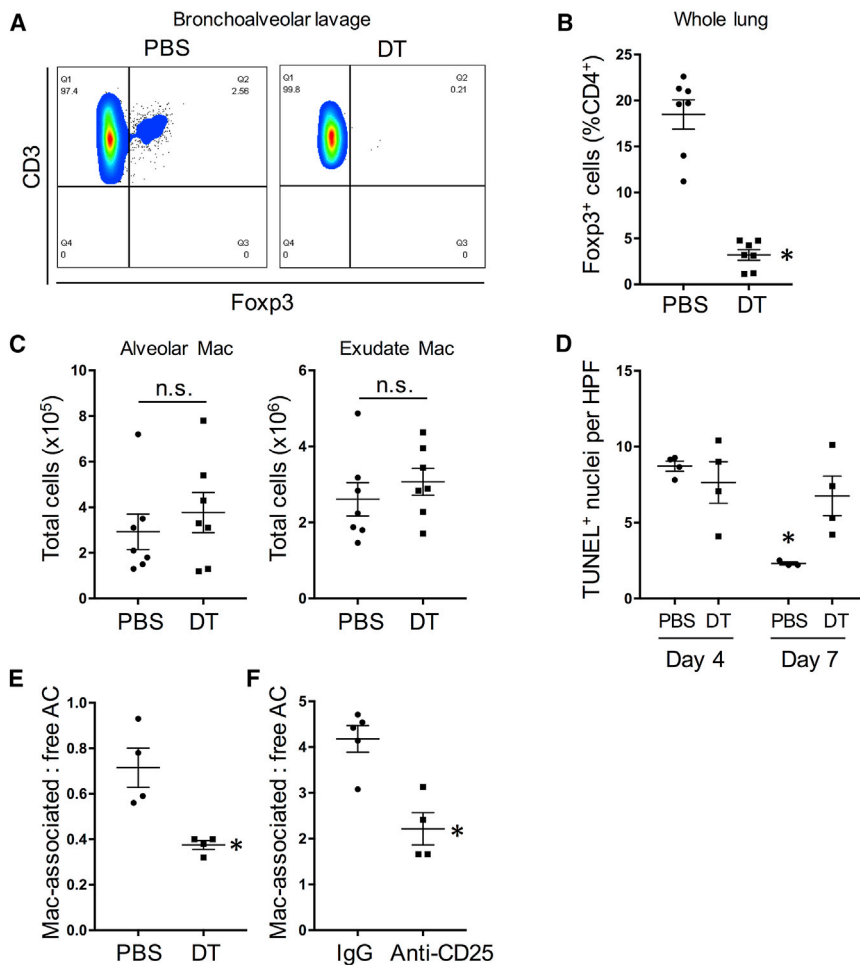 A
Bronchoalveolar lavage
PBS
DT
Q1
97.4
Q2
2.56
Q4
0
Q3
0
Q1
99.8
Q2
0.21
Q4
0
Q3
0
CD3
Foxp3
B
Whole lung
Foxp3⁺ cells (%CD4⁺)
25
20
15
10
5
0
*
PBS
DT
C
Alveolar Mac
Total cells (x10⁵)
10
8
6
4
2
0
n.s.
PBS
DT
Exudate Mac
Total cells (x10⁶)
6
4
2
0
n.s.
PBS
DT
D
TUNEL⁺ nuclei per HPF
15
10
5
0
*
PBS DT PBS DT
Day 4 Day 7
E
Mac-associated : free AC
1.0
0.8
0.6
0.4
0.2
0.0
*
PBS
DT
F
Mac-associated : free AC
5
4
3
2
1
0
*
IgG Anti-CD25